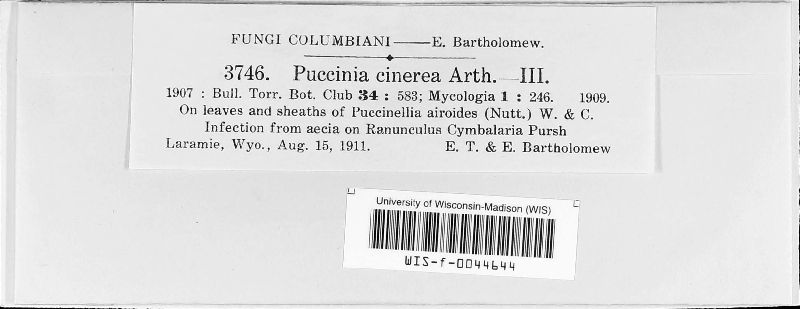 FUNGI COLUMBIANI——E. Bartholomew.
3746. Puccinia cinerea Arth.—III.
1907 : Bull. Torr. Bot. Club 34 : 583; Mycologia 1 : 246. 1909.
On leaves and sheaths of Puccinellia airoides (Nutt.) W. & C.
Infection from aecia on Ranunculus Cymbalaria Pursh
Laramie, Wyo., Aug. 15, 1911. E. T. & E. Bartholomew
University of Wisconsin-Madison (WIS)
WIS-f-0044644